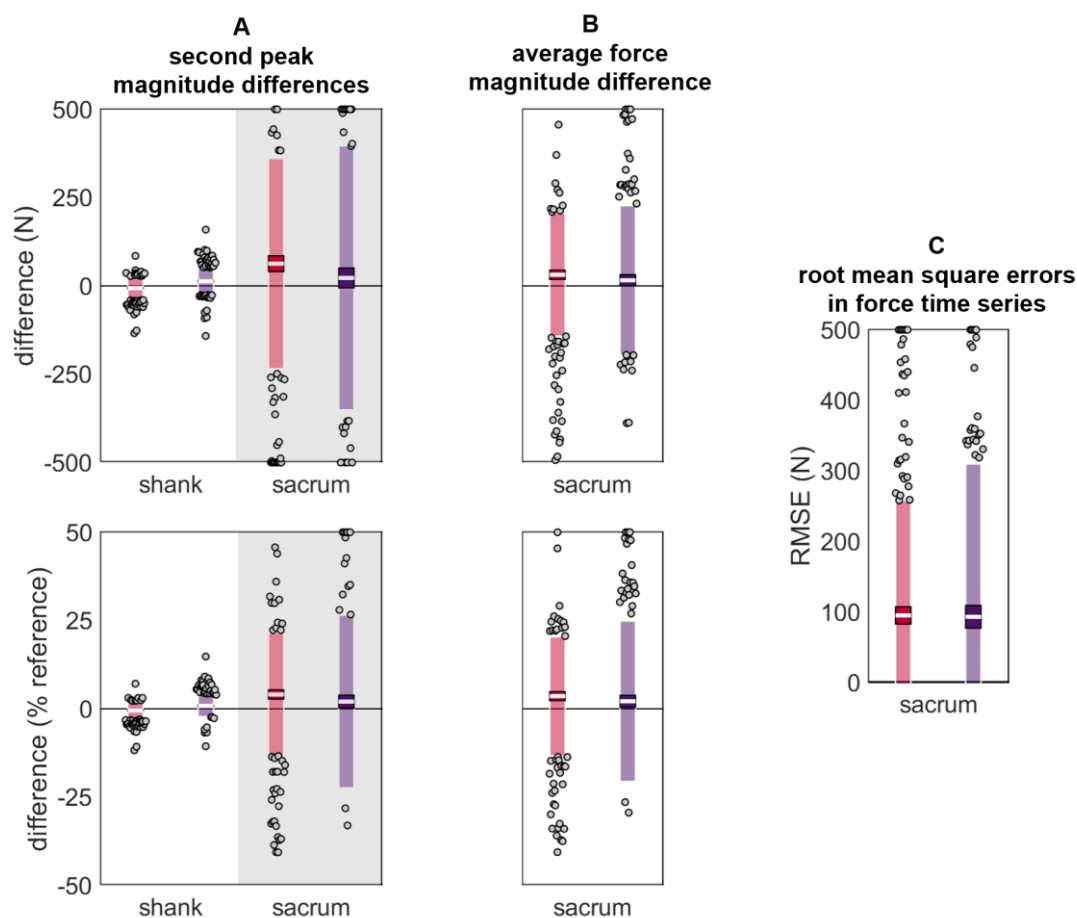 A
second peak
magnitude differences
500
250
0
-250
-500
difference (N)
shank
sacrum
50
25
0
-25
-50
difference (% reference)
shank
sacrum
B
average force
magnitude difference
sacrum
sacrum
C
root mean square errors
in force time series
500
400
300
200
100
0
RMSE (N)
sacrum